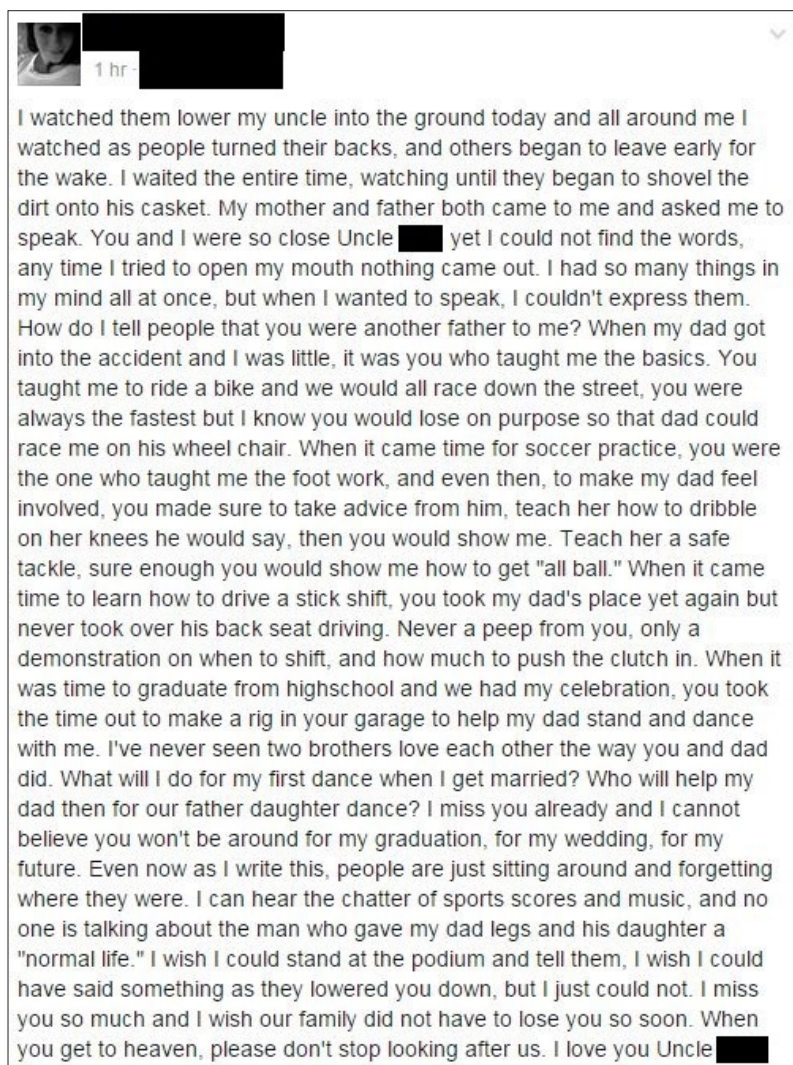 1 hr ·
I watched them lower my uncle into the ground today and all around me I
watched as people turned their backs, and others began to leave early for
the wake. I waited the entire time, watching until they began to shovel the
dirt onto his casket. My mother and father both came to me and asked me to
speak. You and I were so close Uncle yet I could not find the words,
any time I tried to open my mouth nothing came out. I had so many things in
my mind all at once, but when I wanted to speak, I couldn't express them.
How do I tell people that you were another father to me? When my dad got
into the accident and I was little, it was you who taught me the basics. You
taught me to ride a bike and we would all race down the street, you were
always the fastest but I know you would lose on purpose so that dad could
race me on his wheel chair. When it came time for soccer practice, you were
the one who taught me the foot work, and even then, to make my dad feel
involved, you made sure to take advice from him, teach her how to dribble
on her knees he would say, then you would show me. Teach her a safe
tackle, sure enough you would show me how to get "all ball." When it came
time to learn how to drive a stick shift, you took my dad's place yet again but
never took over his back seat driving. Never a peep from you, only a
demonstration on when to shift, and how much to push the clutch in. When it
was time to graduate from highschool and we had my celebration, you took
the time out to make a rig in your garage to help my dad stand and dance
with me. I've never seen two brothers love each other the way you and dad
did. What will I do for my first dance when I get married? Who will help my
dad then for our father daughter dance? I miss you already and I cannot
believe you won't be around for my graduation, for my wedding, for my
future. Even now as I write this, people are just sitting around and forgetting
where they were. I can hear the chatter of sports scores and music, and no
one is talking about the man who gave my dad legs and his daughter a
"normal life." I wish I could stand at the podium and tell them, I wish I could
have said something as they lowered you down, but I just could not. I miss
you so much and I wish our family did not have to lose you so soon. When
you get to heaven, please don't stop looking after us. I love you Uncle